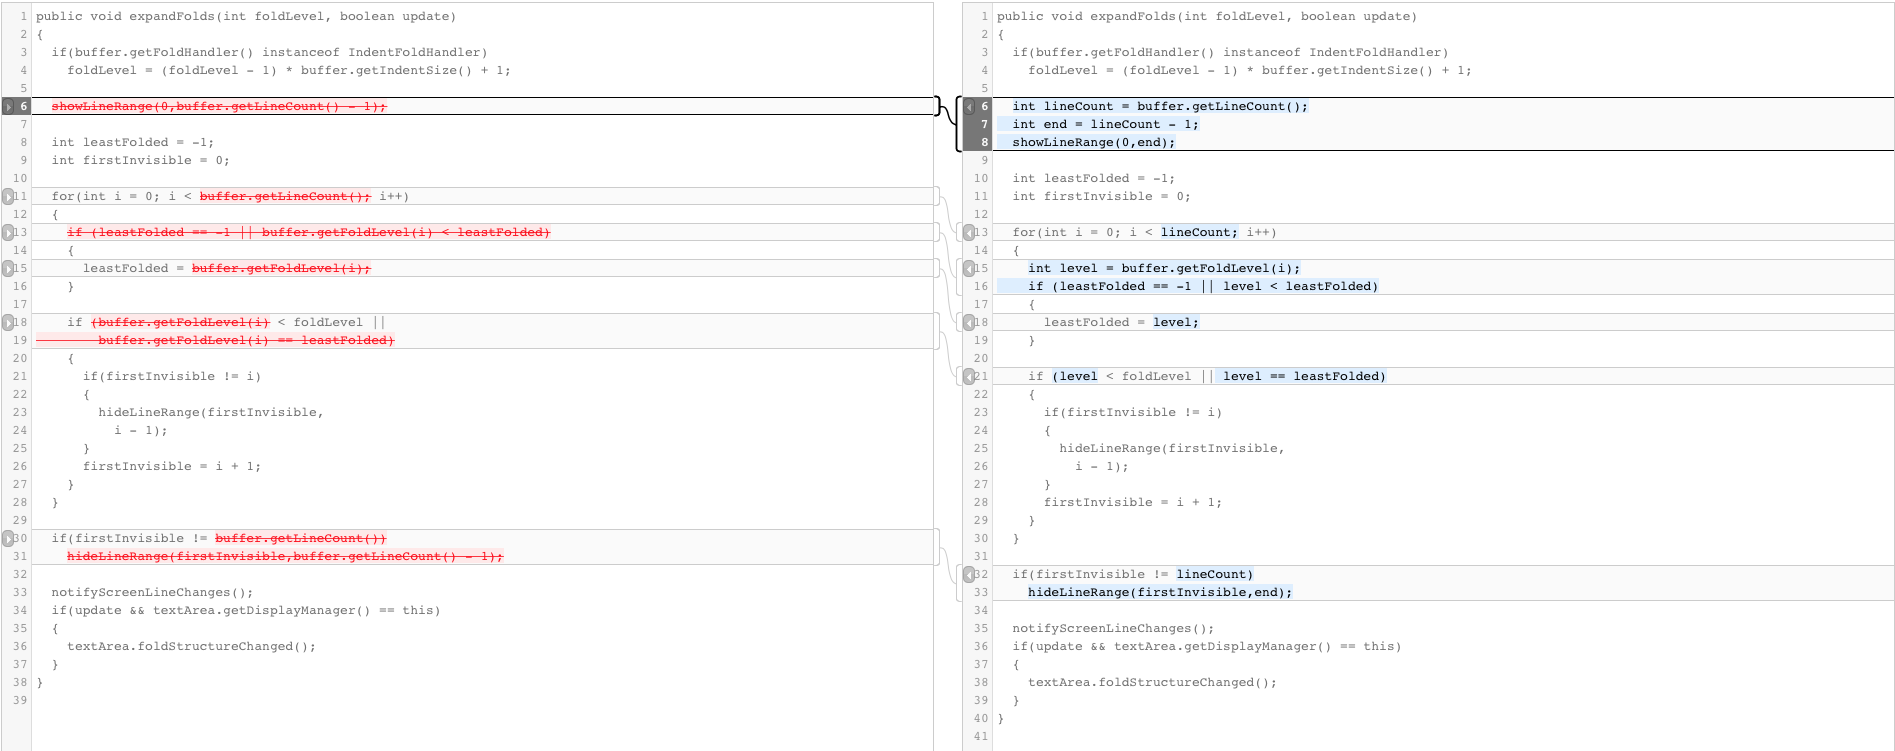 1 public void expandFolds(int foldLevel, boolean update)
2 {
3   if(buffer.getFoldHandler() instanceof IndentFoldHandler)
4     foldLevel = (foldLevel - 1) * buffer.getIndentSize() + 1;
5
6   showLineRange(0,buffer.getLineCount() - 1);
7
8   int leastFolded = -1;
9   int firstInvisible = 0;
10
11   for(int i = 0; i < buffer.getLineCount(); i++)
12   {
13     if (leastFolded == -1 || buffer.getFoldLevel(i) < leastFolded)
14     {
15       leastFolded = buffer.getFoldLevel(i);
16     }
17
18     if (buffer.getFoldLevel(i) < foldLevel ||
19         buffer.getFoldLevel(i) == leastFolded)
20     {
21       if(firstInvisible != i)
22       {
23         hideLineRange(firstInvisible,
24           i - 1);
25       }
26       firstInvisible = i + 1;
27     }
28   }
29
30   if(firstInvisible != buffer.getLineCount())
31     hideLineRange(firstInvisible,buffer.getLineCount() - 1);
32
33   notifyScreenLineChanges();
34   if(update && textArea.getDisplayManager() == this)
35   {
36     textArea.foldStructureChanged();
37   }
38 }
39
1 public void expandFolds(int foldLevel, boolean update)
2 {
3   if(buffer.getFoldHandler() instanceof IndentFoldHandler)
4     foldLevel = (foldLevel - 1) * buffer.getIndentSize() + 1;
5
6   int lineCount = buffer.getLineCount();
7   int end = lineCount - 1;
8   showLineRange(0,end);
9
10   int leastFolded = -1;
11   int firstInvisible = 0;
12
13   for(int i = 0; i < lineCount; i++)
14   {
15     int level = buffer.getFoldLevel(i);
16     if (leastFolded == -1 || level < leastFolded)
17     {
18       leastFolded = level;
19     }
20
21     if (level < foldLevel || level == leastFolded)
22     {
23       if(firstInvisible != i)
24       {
25         hideLineRange(firstInvisible,
26           i - 1);
27       }
28       firstInvisible = i + 1;
29     }
30   }
31
32   if(firstInvisible != lineCount)
33     hideLineRange(firstInvisible,end);
34
35   notifyScreenLineChanges();
36   if(update && textArea.getDisplayManager() == this)
37   {
38     textArea.foldStructureChanged();
39   }
40 }
41